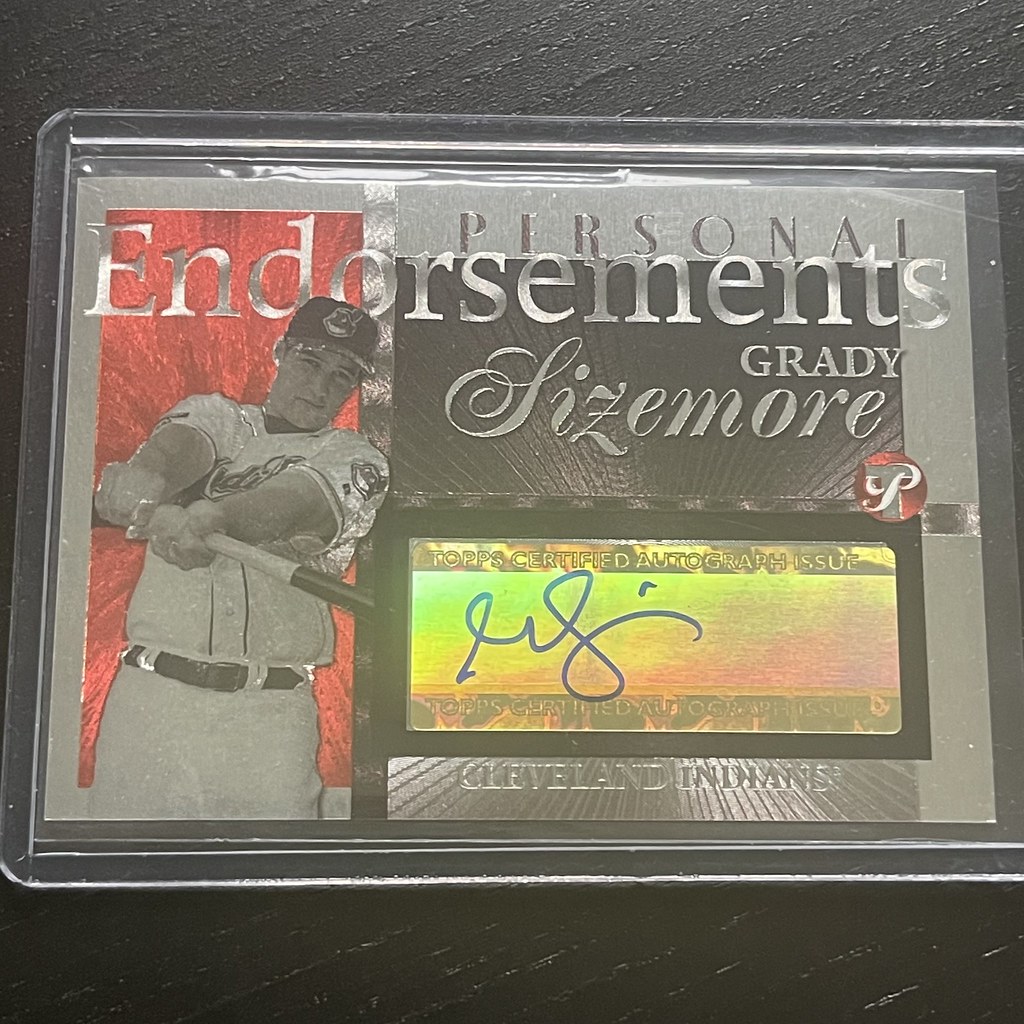 PERSONAL
Endorsements
GRADY
Sizemore
P
TOPPS CERTIFIED AUTOGRAPH ISSUE
TOPPS CERTIFIED AUTOGRAPH ISSUE
CLEVELAND INDIANS